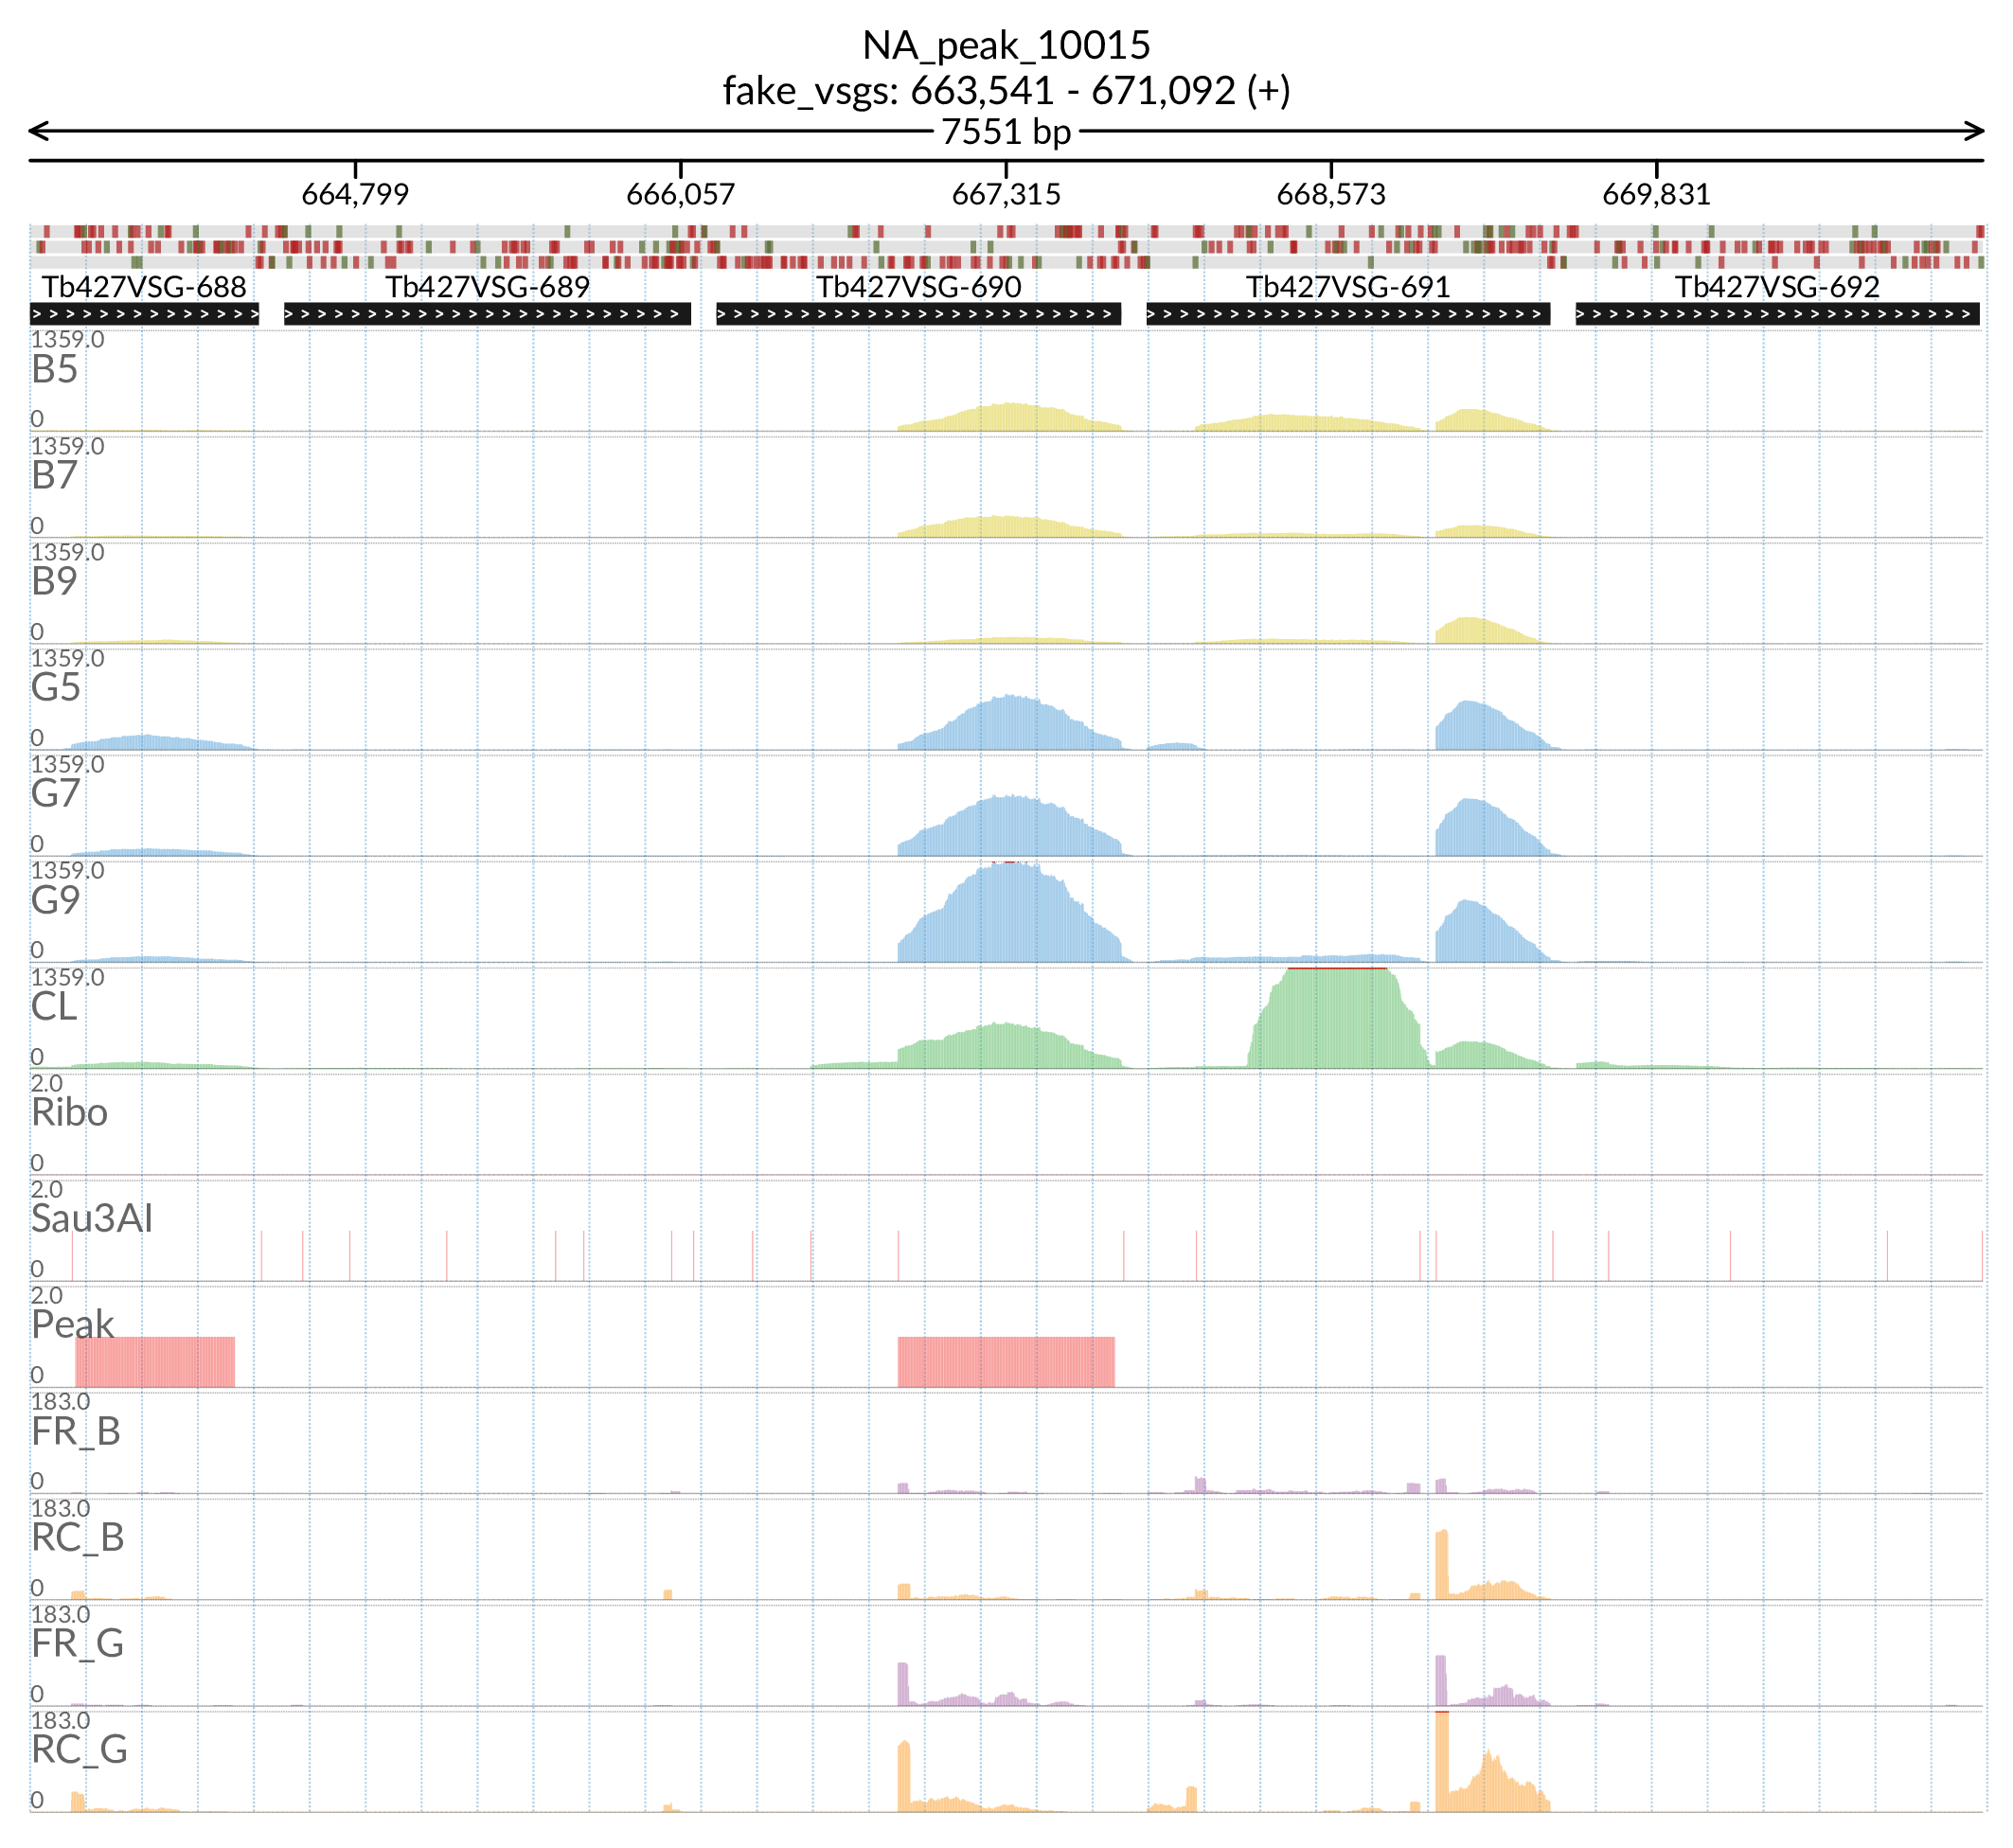 NA_peak_10015
fake_vsgs: 663,541 - 671,092 (+)
7551 bp
664,799 666,057 667,315 668,573 669,831
Tb427VSG-688 Tb427VSG-689 Tb427VSG-690 Tb427VSG-691 Tb427VSG-692
1359.0
B5
0
1359.0
B7
0
1359.0
B9
0
1359.0
G5
0
1359.0
G7
0
1359.0
G9
0
1359.0
CL
0
2.0
Ribo
0
2.0
Sau3AI
0
2.0
Peak
0
183.0
FR_B
0
183.0
RC_B
0
183.0
FR_G
0
183.0
RC_G
0